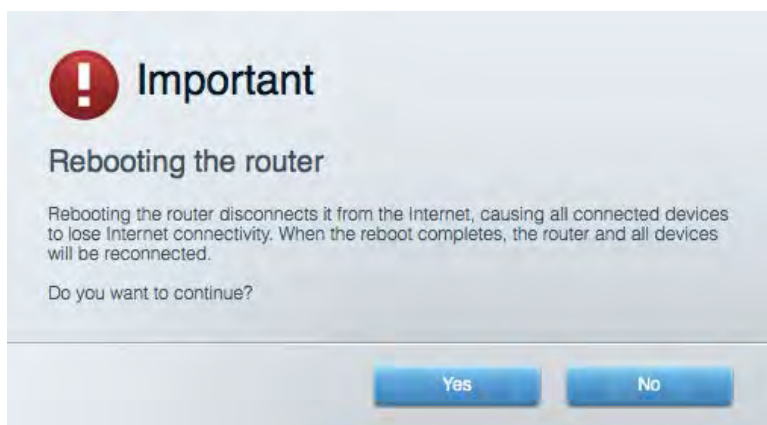 Important
Rebooting the router
Rebooting the router disconnects it from the Internet, causing all connected devices
to lose Internet connectivity. When the reboot completes, the router and all devices
will be reconnected.
Do you want to continue?
Yes
No